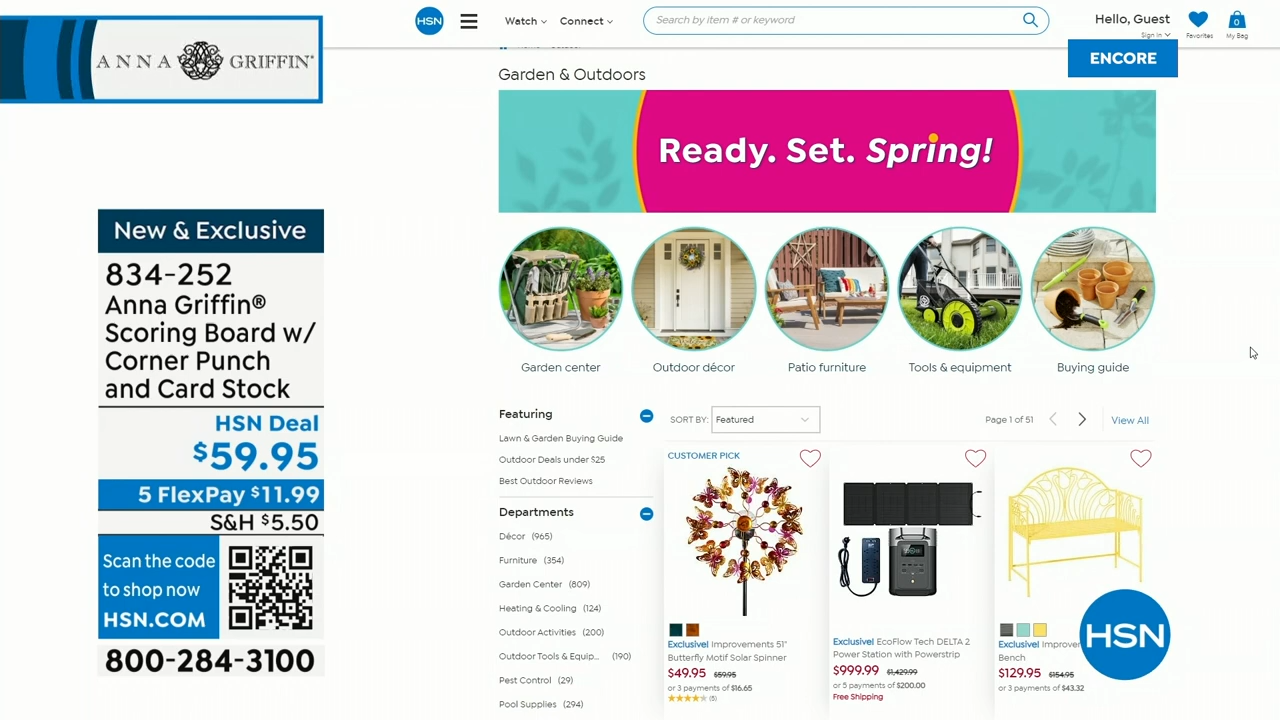 ANNA GRIFFIN®
New & Exclusive
834-252
Anna Griffin®
Scoring Board w/
Corner Punch
and Card Stock
HSN Deal
$59.95
5 FlexPay $11.99
S&H $5.50
Scan the code
to shop now
HSN.COM
800-284-3100
HSN
Watch
Connect
Search by item # or keyword
Hello, Guest
Sign In
Favorites
My Bag
0
ENCORE
Garden & Outdoors
Ready. Set. Spring!
Garden center
Outdoor décor
Patio furniture
Tools & equipment
Buying guide
Featuring
Lawn & Garden Buying Guide
Outdoor Deals under $25
Best Outdoor Reviews
Departments
Décor (965)
Furniture (354)
Garden Center (809)
Heating & Cooling (124)
Outdoor Activities (200)
Outdoor Tools & Equip... (190)
Pest Control (29)
Pool Supplies (294)
SORT BY: Featured
Page 1 of 51
View All
CUSTOMER PICK
Exclusive! Improvements 51"
Butterfly Motif Solar Spinner
$49.95 $59.95
or 3 payments of $16.65
(5)
Exclusive! EcoFlow Tech DELTA 2
Power Station with Powerstrip
$999.99 $1,429.99
or 5 payments of $200.00
Free Shipping
Exclusive! Improve
Bench
$129.95 $154.95
or 3 payments of $43.32
HSN